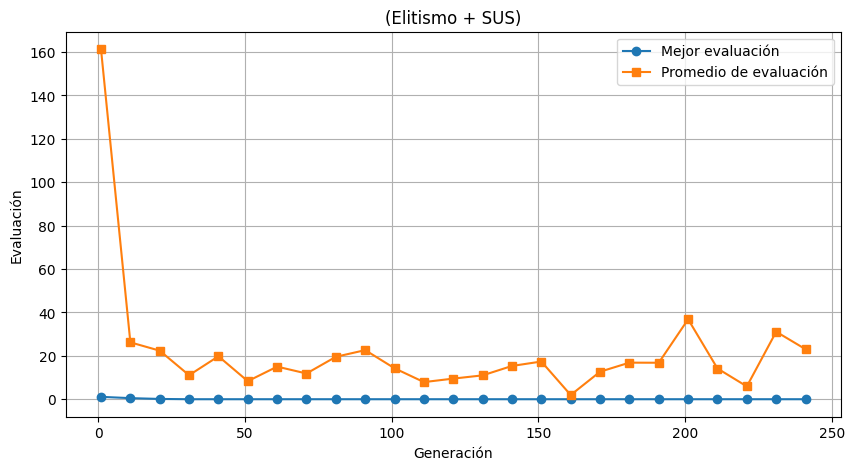 (Elitismo + SUS)
Mejor evaluación
Promedio de evaluación
Evaluación
160
140
120
100
80
60
40
20
0
0 50 100 150 200 250
Generación